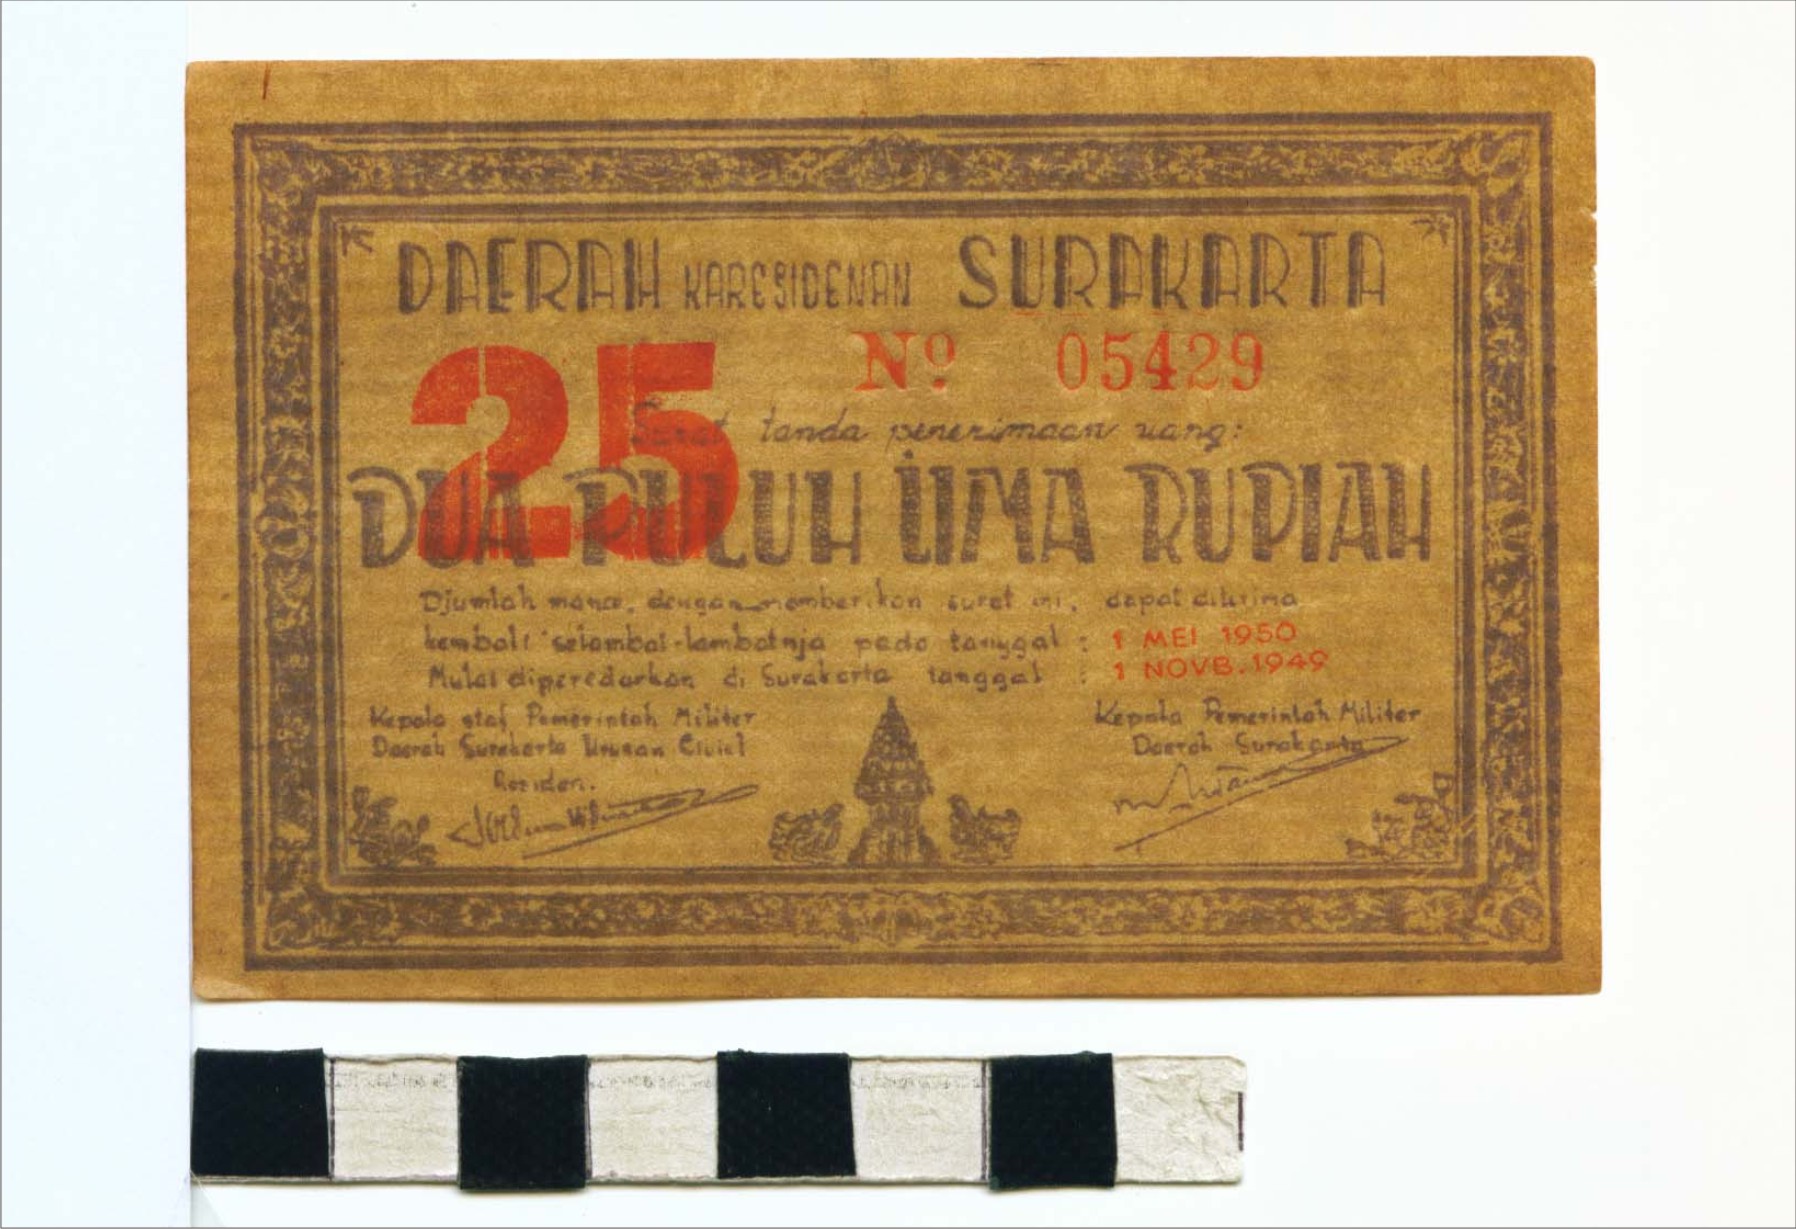 DAERAH KARESIDENAN SURAKARTA
25 No 05429
Surat tanda penerimaan uang:
DUA PULUH LIMA RUPIAH
Djumlah mana, dengan memberikan surat ini, dapat diterima
kembali selambat-lambatnja pada tanggal : 1 MEI 1950
Mulai diperedarkan di Surakarta tanggal : 1 NOVB. 1949
Kepala staf Pemerintah Militer
Daerah Surakarta Urusan Civiel
Residen.
Kepala Pemerintah Militer
Daerah Surakarta